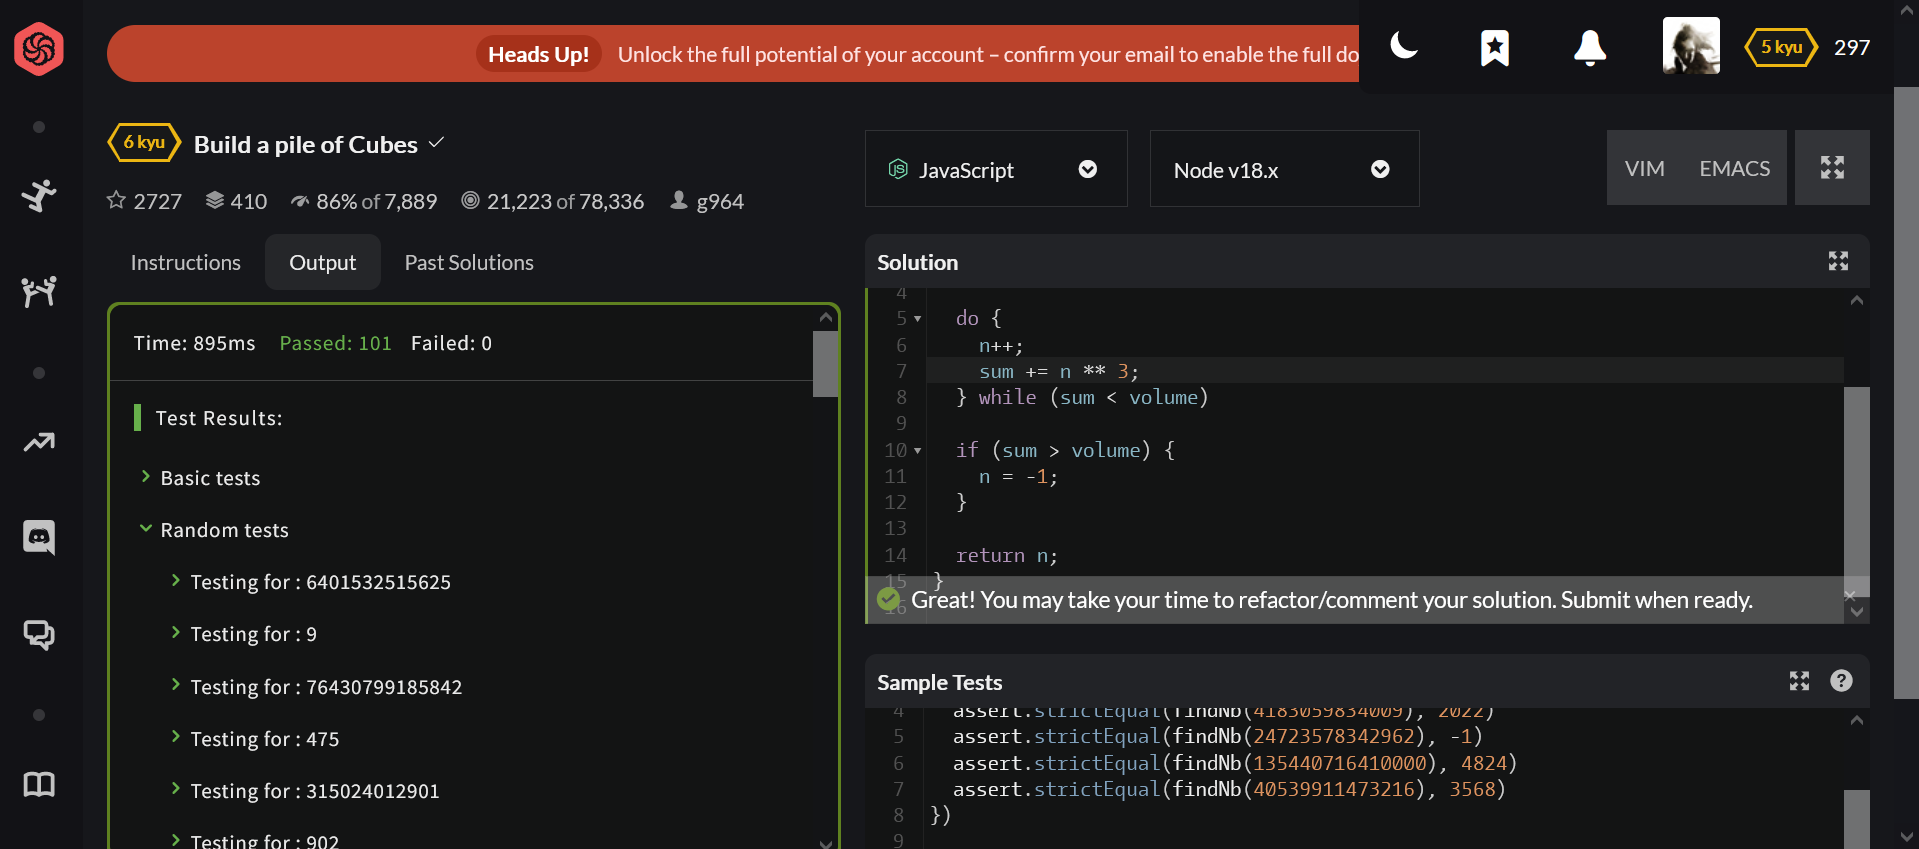 Heads Up! Unlock the full potential of your account – confirm your email to enable the full do
5 kyu 297
6 kyu Build a pile of Cubes
2727 410 86% of 7,889 21,223 of 78,336 g964
JavaScript
Node v18.x
VIM EMACS
Instructions Output Past Solutions
Time: 895ms Passed: 101 Failed: 0
Test Results:
Basic tests
Random tests
Testing for : 6401532515625
Testing for : 9
Testing for : 76430799185842
Testing for : 475
Testing for : 315024012901
Testing for : 902
Solution
4
5 do {
6 n++;
7 sum += n ** 3;
8 } while (sum < volume)
9
10 if (sum > volume) {
11 n = -1;
12 }
13
14 return n;
15 }
16
Great! You may take your time to refactor/comment your solution. Submit when ready.
Sample Tests
4 assert.strictEqual(findNb(4183059834009), 2022)
5 assert.strictEqual(findNb(24723578342962), -1)
6 assert.strictEqual(findNb(135440716410000), 4824)
7 assert.strictEqual(findNb(40539911473216), 3568)
8 })
9